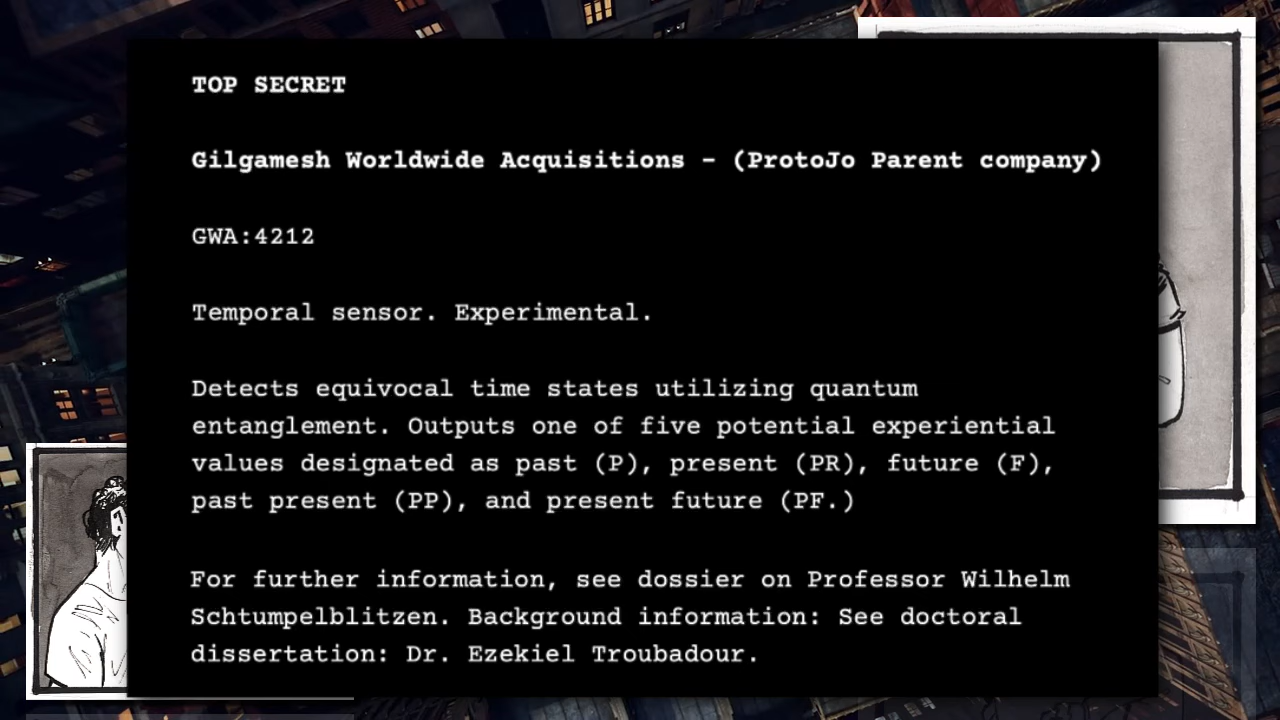 TOP SECRET
Gilgamesh Worldwide Acquisitions - (ProtoJo Parent company)
GWA:4212
Temporal sensor. Experimental.
Detects equivocal time states utilizing quantum
entanglement. Outputs one of five potential experiential
values designated as past (P), present (PR), future (F),
past present (PP), and present future (PF.)
For further information, see dossier on Professor Wilhelm
Schtumpelblitzen. Background information: See doctoral
dissertation: Dr. Ezekiel Troubadour.